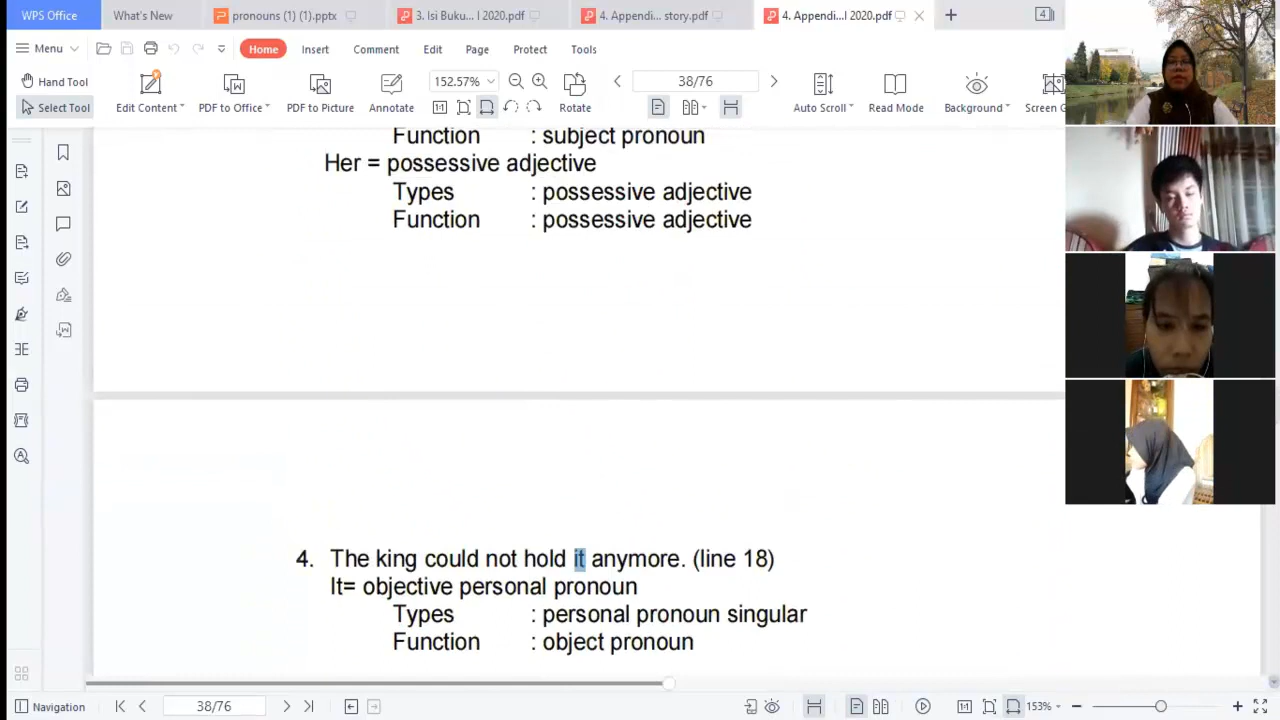 WPS Office
What's New
pronouns (1) (1).pptx
3. Isi Buku... I 2020.pdf
4. Appendi... story.pdf
4. Appendi...I 2020.pdf
4
Menu
Home
Insert
Comment
Edit
Page
Protect
Tools
Hand Tool
Select Tool
Edit Content
PDF to Office
PDF to Picture
Annotate
152.57%
Rotate
38/76
Auto Scroll
Read Mode
Background
Screen G
Function : subject pronoun
Her = possessive adjective
Types : possessive adjective
Function : possessive adjective
4. The king could not hold it anymore. (line 18)
It= objective personal pronoun
Types : personal pronoun singular
Function : object pronoun
Navigation
38/76
153%